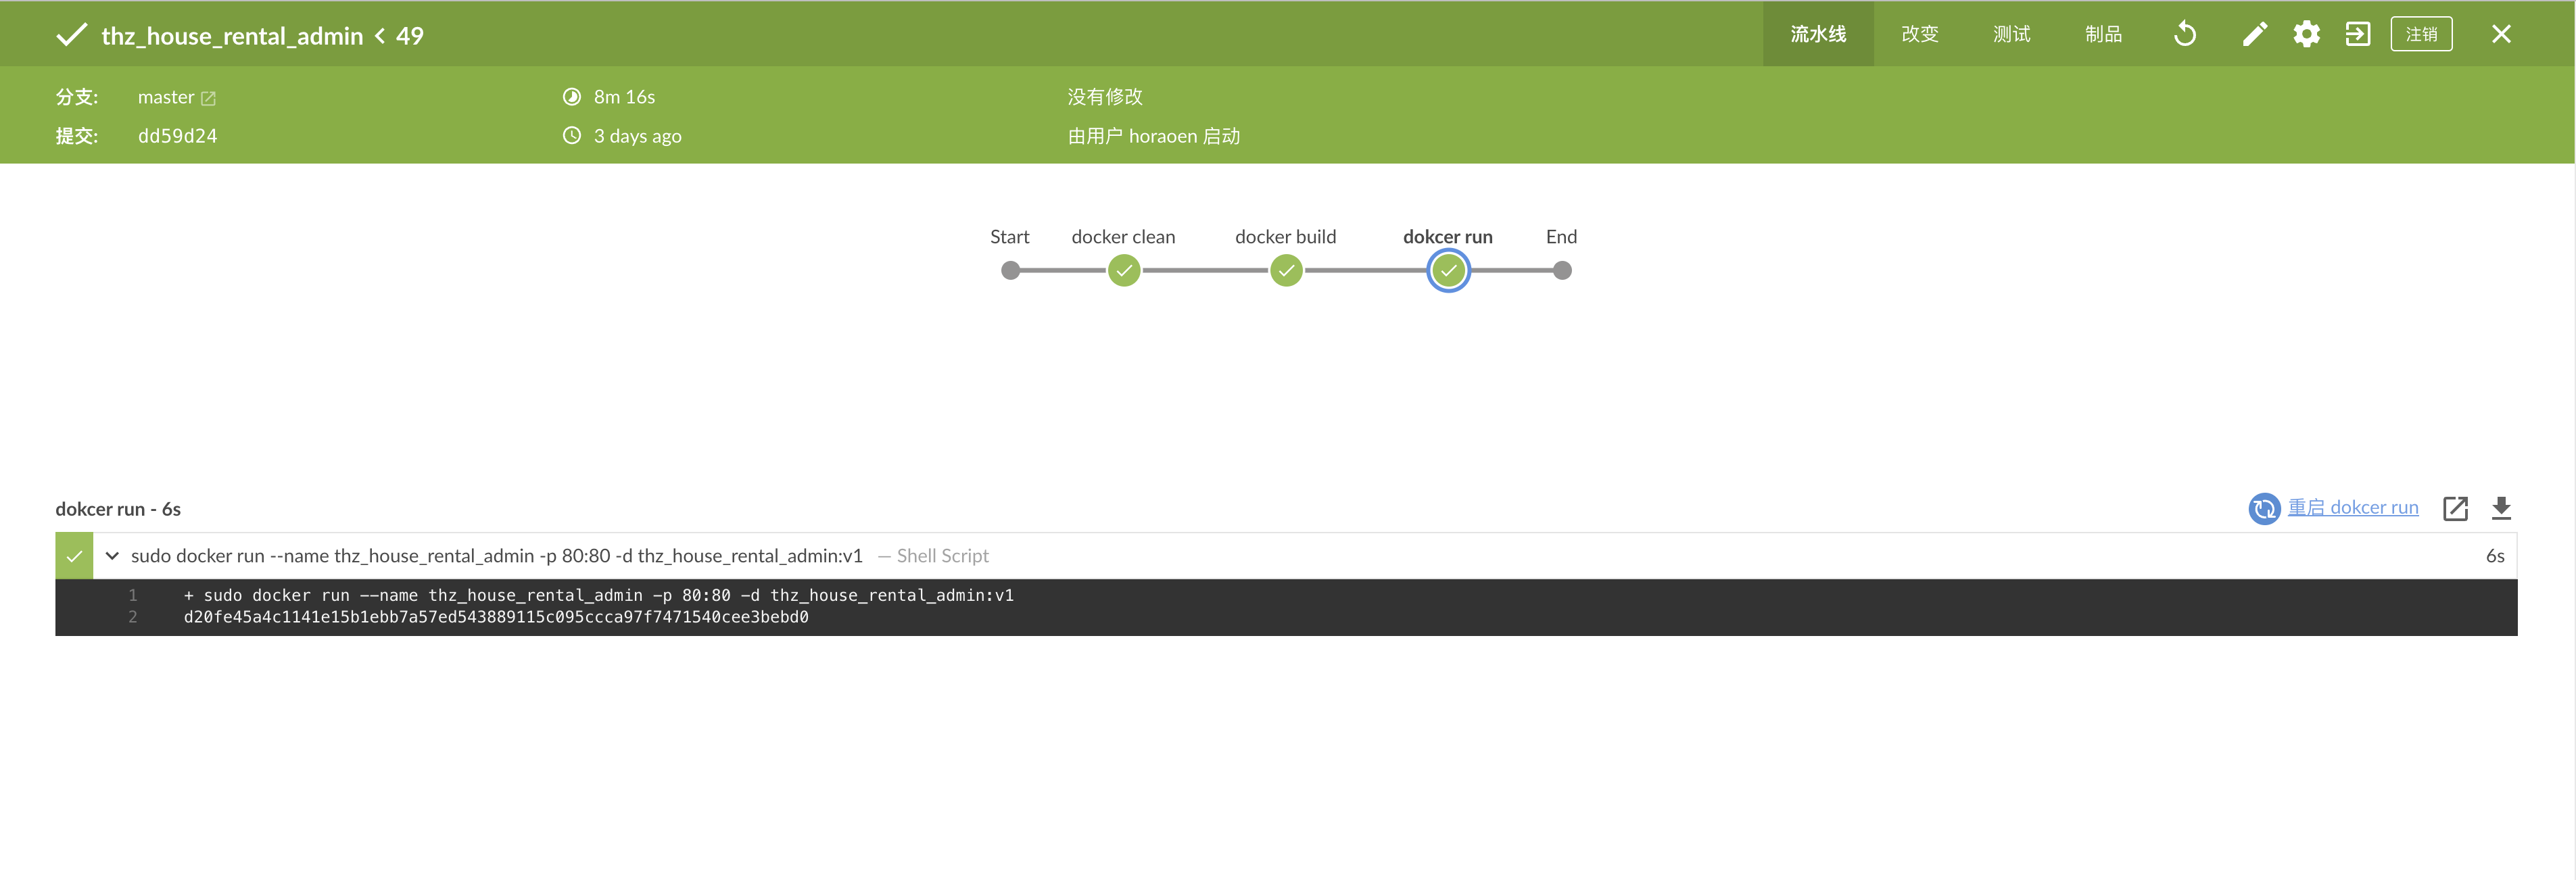 thz_house_rental_admin < 49
流水线 改变 测试 制品 注销
分支: master 8m 16s 没有修改
提交: dd59d24 3 days ago 由用户 horaoen 启动
Start docker clean docker build dokcer run End
dokcer run - 6s 重启 dokcer run
sudo docker run --name thz_house_rental_admin -p 80:80 -d thz_house_rental_admin:v1 — Shell Script 6s
1 + sudo docker run --name thz_house_rental_admin -p 80:80 -d thz_house_rental_admin:v1
2 d20fe45a4c1141e15b1ebb7a57ed543889115c095ccca97f7471540cee3bebd0